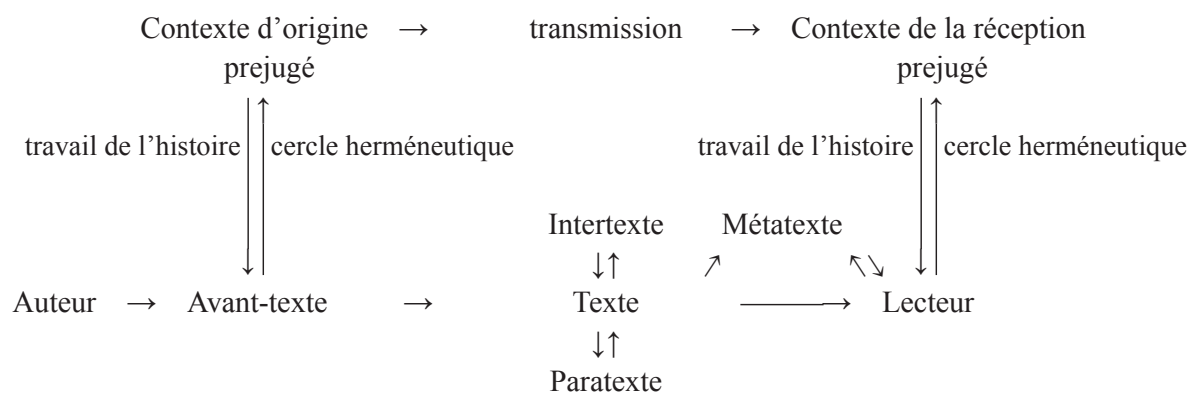 Contexte d’origine → transmission → Contexte de la réception
prejugé prejugé
travail de l’histoire cercle herméneutique travail de l’histoire cercle herméneutique
Intertexte Métatexte
Auteur → Avant-texte → Texte → Lecteur
Paratexte